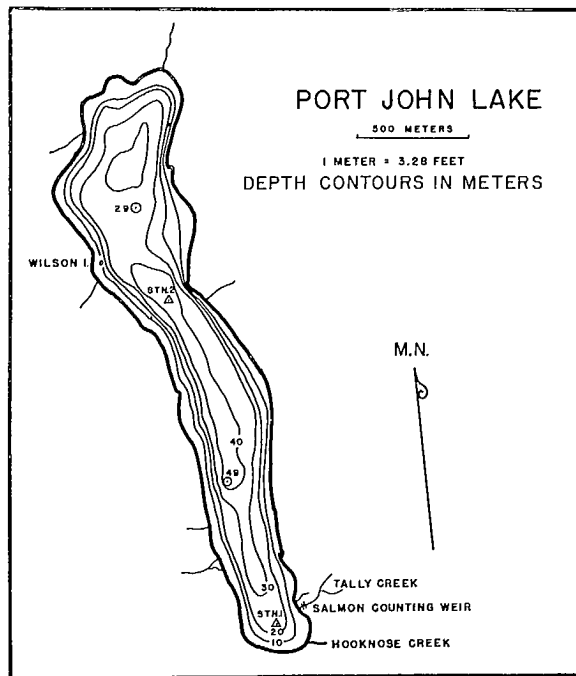 PORT JOHN LAKE
500 METERS
1 METER = 3.28 FEET
DEPTH CONTOURS IN METERS
29
WILSON I.
STN.2
M.N.
40
49
30
TALLY CREEK
STN.1
SALMON COUNTING WEIR
20
10
HOOKNOSE CREEK